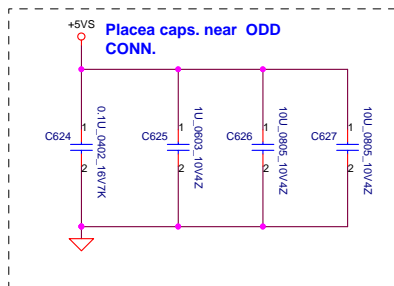 +5VS
Placea caps. near ODD
CONN.
C624
1
2
0.1U_0402_16V7K
C625
1
2
1U_0603_10V4Z
C626
1
2
10U_0805_10V4Z
C627
1
2
10U_0805_10V4Z